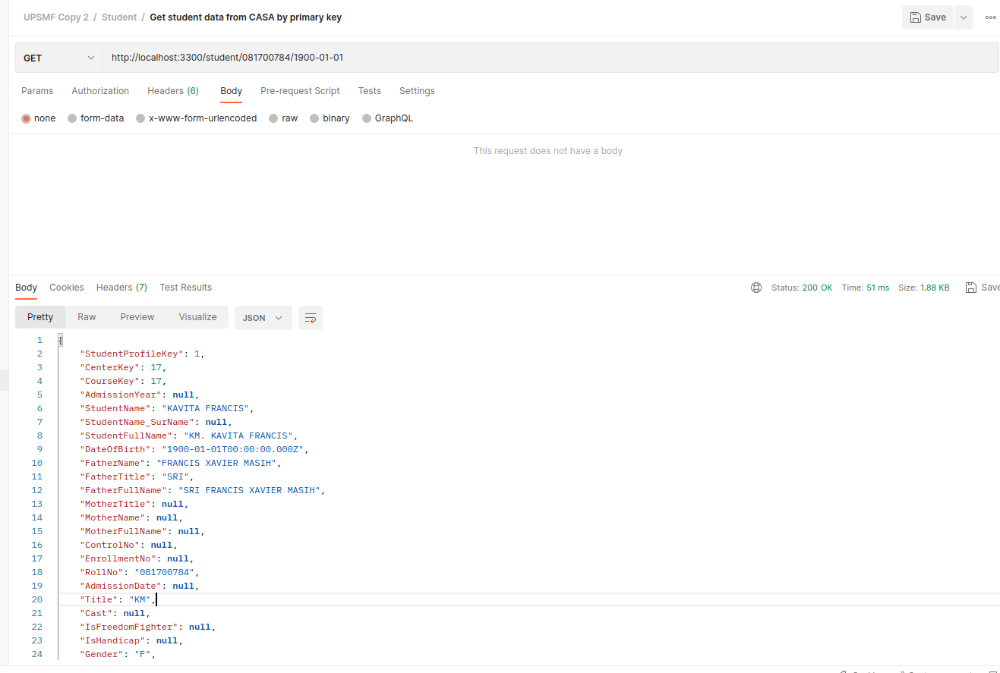 UPSMF Copy 2 / Student / Get student data from CASA by primary key
Save
GET http://localhost:3300/student/081700784/1900-01-01
Params Authorization Headers (6) Body Pre-request Script Tests Settings
none form-data x-www-form-urlencoded raw binary GraphQL
This request does not have a body
Body Cookies Headers (7) Test Results Status: 200 OK Time: 51 ms Size: 1.88 KB Save
Pretty Raw Preview Visualize JSON
1 {
2 "StudentProfileKey": 1,
3 "CenterKey": 17,
4 "CourseKey": 17,
5 "AdmissionYear": null,
6 "StudentName": "KAVITA FRANCIS",
7 "StudentName_SurName": null,
8 "StudentFullName": "KM. KAVITA FRANCIS",
9 "DateOfBirth": "1900-01-01T00:00:00.000Z",
10 "FatherName": "FRANCIS XAVIER MASIH",
11 "FatherTitle": "SRI",
12 "FatherFullName": "SRI FRANCIS XAVIER MASIH",
13 "MotherTitle": null,
14 "MotherName": null,
15 "MotherFullName": null,
16 "ControlNo": null,
17 "EnrollmentNo": null,
18 "RollNo": "081700784",
19 "AdmissionDate": null,
20 "Title": "KM",
21 "Cast": null,
22 "IsFreedomFighter": null,
23 "IsHandicap": null,
24 "Gender": "F",